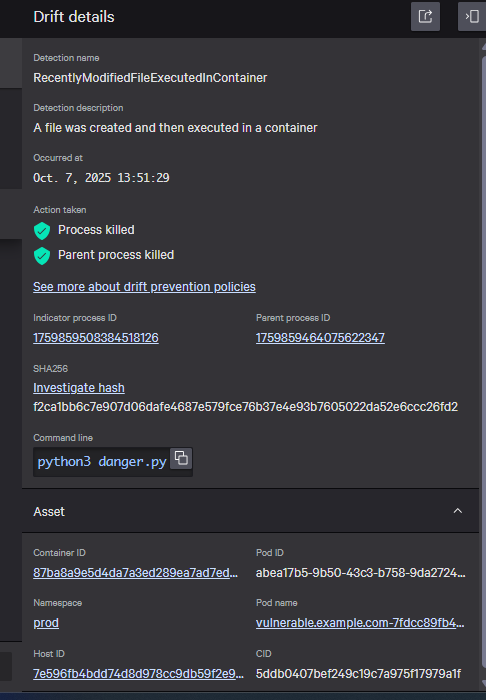 Drift details
Detection name
RecentlyModifiedFileExecutedInContainer
Detection description
A file was created and then executed in a container
Occurred at
Oct. 7, 2025 13:51:29
Action taken
Process killed
Parent process killed
See more about drift prevention policies
Indicator process ID
1759859508384518126
Parent process ID
1759859464075622347
SHA256
Investigate hash
f2ca1bb6c7e907d06dafe4687e579fce76b37e4e93b7605022da52e6ccc26fd2
Command line
python3 danger.py
Asset
Container ID
87ba8a9e5d4da7a3ed289ea7ad7ed...
Pod ID
abea17b5-9b50-43c3-b758-9da2724...
Namespace
prod
Pod name
vulnerable.example.com-7fdcc89fb4...
Host ID
7e596fb4bdd74d8d978cc9db59f2e9...
CID
5ddb0407bef249c19c7a975f17979a1f